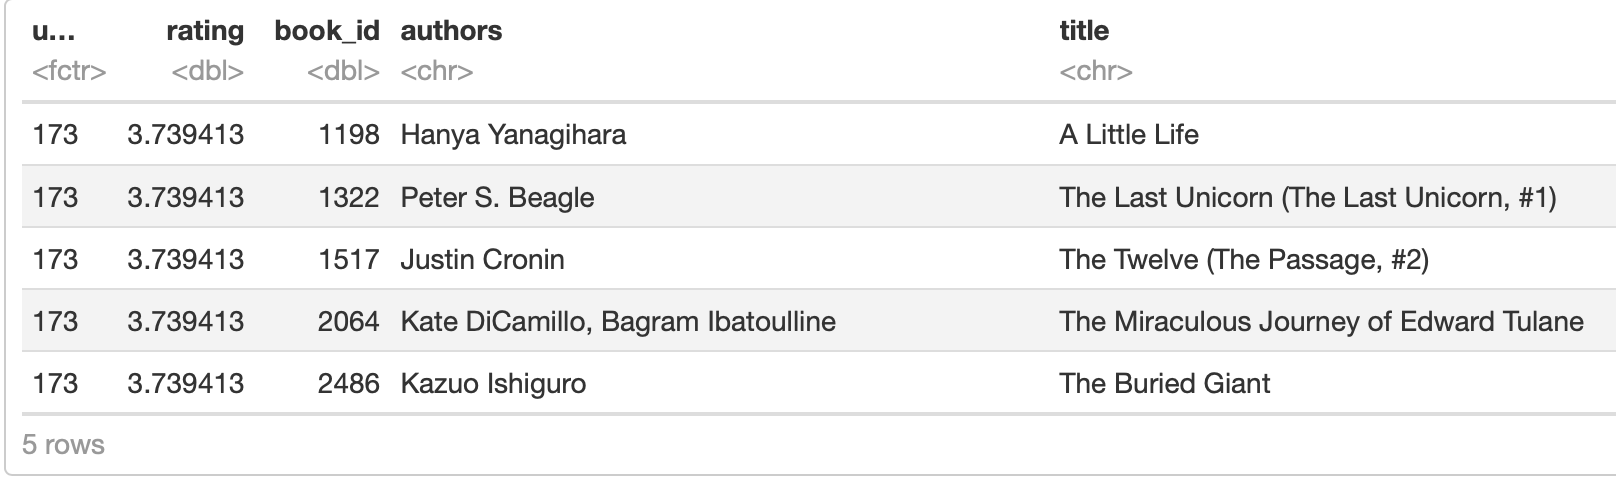 u... rating book_id authors title
<fctr> <dbl> <dbl> <chr> <chr>
173 3.739413 1198 Hanya Yanagihara A Little Life
173 3.739413 1322 Peter S. Beagle The Last Unicorn (The Last Unicorn, #1)
173 3.739413 1517 Justin Cronin The Twelve (The Passage, #2)
173 3.739413 2064 Kate DiCamillo, Bagram Ibatoulline The Miraculous Journey of Edward Tulane
173 3.739413 2486 Kazuo Ishiguro The Buried Giant
5 rows